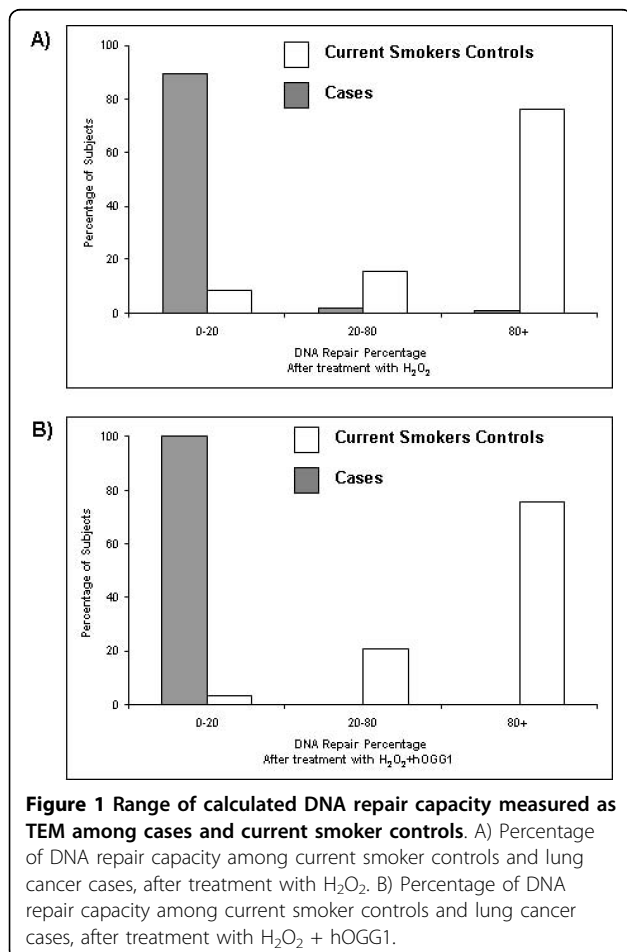 A)
Current Smokers Controls
Cases
Percentage of Subjects
100
80
60
40
20
0
0-20
20-80
80+
DNA Repair Percentage
After treatment with H₂O₂
B)
Current Smokers Controls
Cases
Percentage of Subjects
100
80
60
40
20
0
0-20
20-80
80+
DNA Repair Percentage
After treatment with H₂O₂+hOGG1
Figure 1 Range of calculated DNA repair capacity measured as
TEM among cases and current smoker controls. A) Percentage
of DNA repair capacity among current smoker controls and lung
cancer cases, after treatment with H₂O₂. B) Percentage of DNA
repair capacity among current smoker controls and lung cancer
cases, after treatment with H₂O₂ + hOGG1.